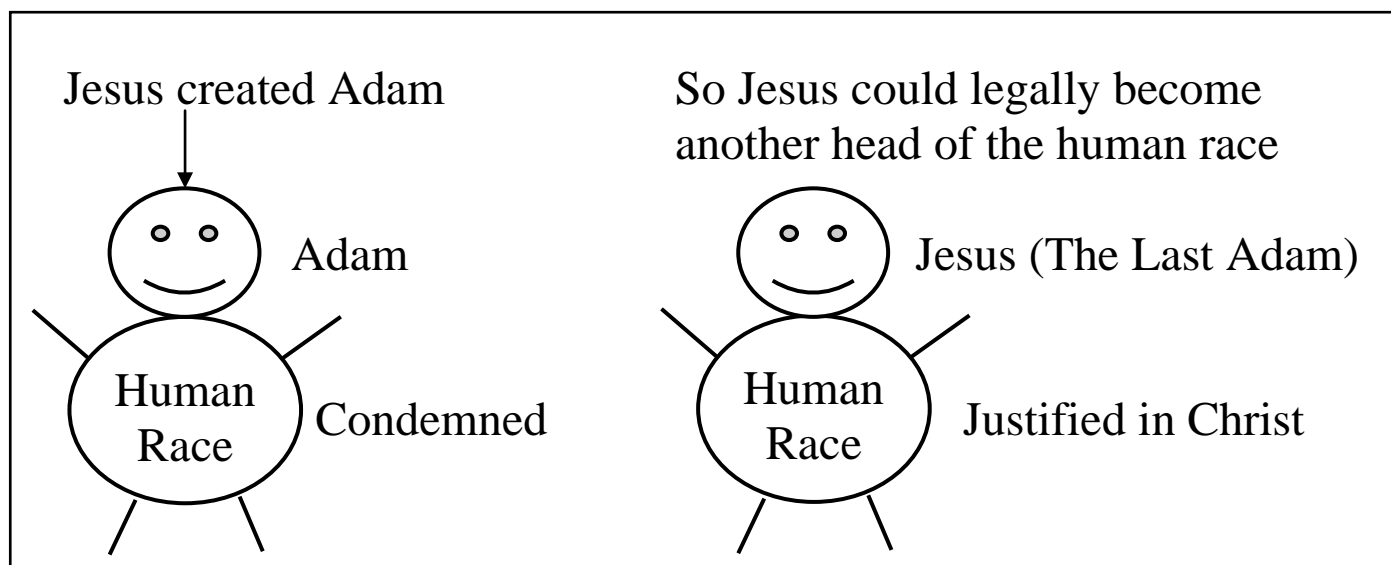 Jesus created Adam
Adam
Human
Race
Condemned
So Jesus could legally become
another head of the human race
Jesus (The Last Adam)
Human
Race
Justified in Christ